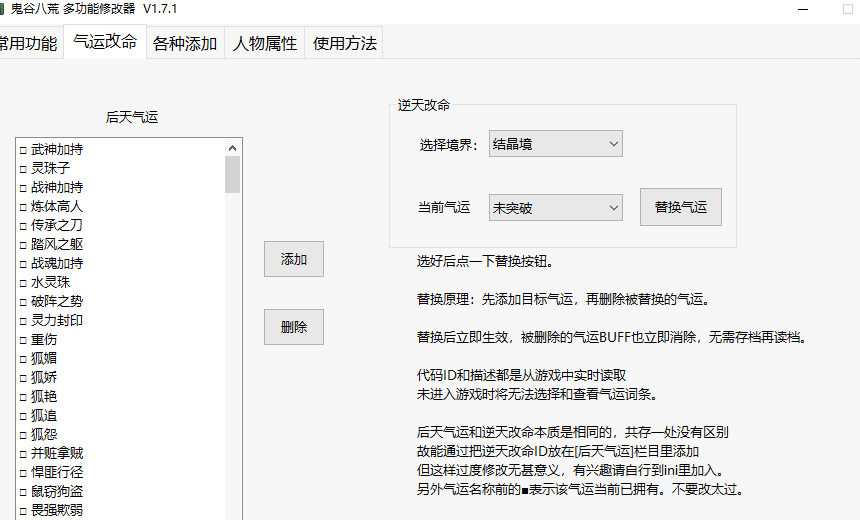 鬼谷八荒 多功能修改器 V1.7.1
常用功能 气运改命 各种添加 人物属性 使用方法
后天气运
□ 武神加持
□ 灵珠子
□ 战神加持
□ 炼体高人
□ 传承之刀
□ 踏风之躯
□ 战魂加持
□ 水灵珠
□ 破阵之势
□ 灵力封印
□ 重伤
□ 狐媚
□ 狐娇
□ 狐艳
□ 狐追
□ 狐怨
□ 并赃拿贼
□ 悍匪行径
□ 鼠窃狗盗
□ 畏强欺弱
添加
删除
逆天改命
选择境界： 结晶境
当前气运 未突破 替换气运
选好后点一下替换按钮。
替换原理：先添加目标气运，再删除被替换的气运。
替换后立即生效，被删除的气运BUFF也立即消除，无需存档再读档。
代码ID和描述都是从游戏中实时读取
未进入游戏时将无法选择和查看气运词条。
后天气运和逆天改命本质是相同的，共存一处没有区别
故能通过把逆天改命ID放在[后天气运]栏目里添加
但这样过度修改无甚意义，有兴趣请自行到ini里加入。
另外气运名称前的■表示该气运当前已拥有。不要改太过。